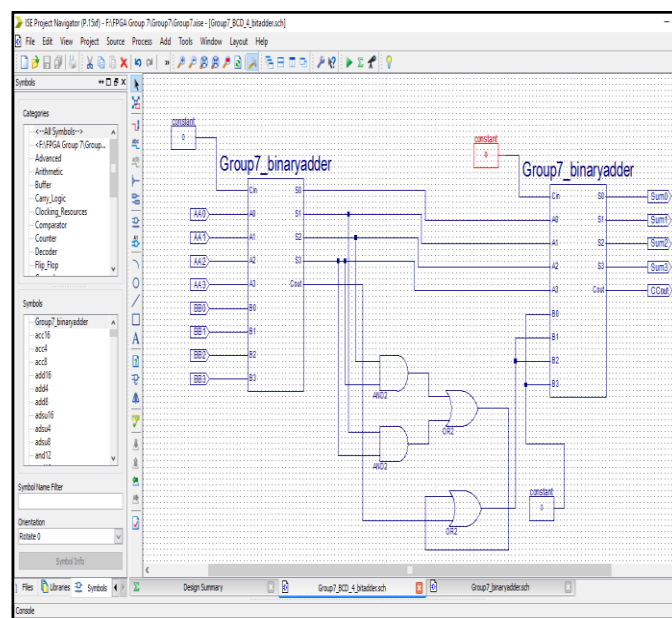 ISE Project Navigator (P.15xf) - F:\FPGA Group 7\Group7\Group7.xise - [Group7_BCD_4_bitadder.sch]
File Edit View Project Source Process Add Tools Window Layout Help
Symbols
Categories
<--All Symbols-->
<F:\FPGA Group 7\Group...
Advanced
Arithmetic
Buffer
Carry_Logic
Clocking_Resources
Comparator
Counter
Decoder
Flip_Flop
Symbols
Group7_binaryadder
acc16
acc4
acc8
add16
add4
add8
adsu16
adsu4
adsu8
and12
Symbol Name Filter
Orientation
Rotate 0
Symbol Info
Files Libraries Symbols
constant
0
Group7_binaryadder
Cin S0
AA0 A0 S1
AA1 A1 S2
AA2 A2 S3
AA3 A3 Cout
BB0 B0
BB1 B1
BB2 B2
BB3 B3
AND2
AND2
OR2
OR2
constant
0
Group7_binaryadder
Cin S0 Sum0
A0 S1 Sum1
A1 S2 Sum2
A2 S3 Sum3
A3 Cout CCout
B0
B1
B2
B3
constant
0
Design Summary
Group7_BCD_4_bitadder.sch
Group7_binaryadder.sch
Console